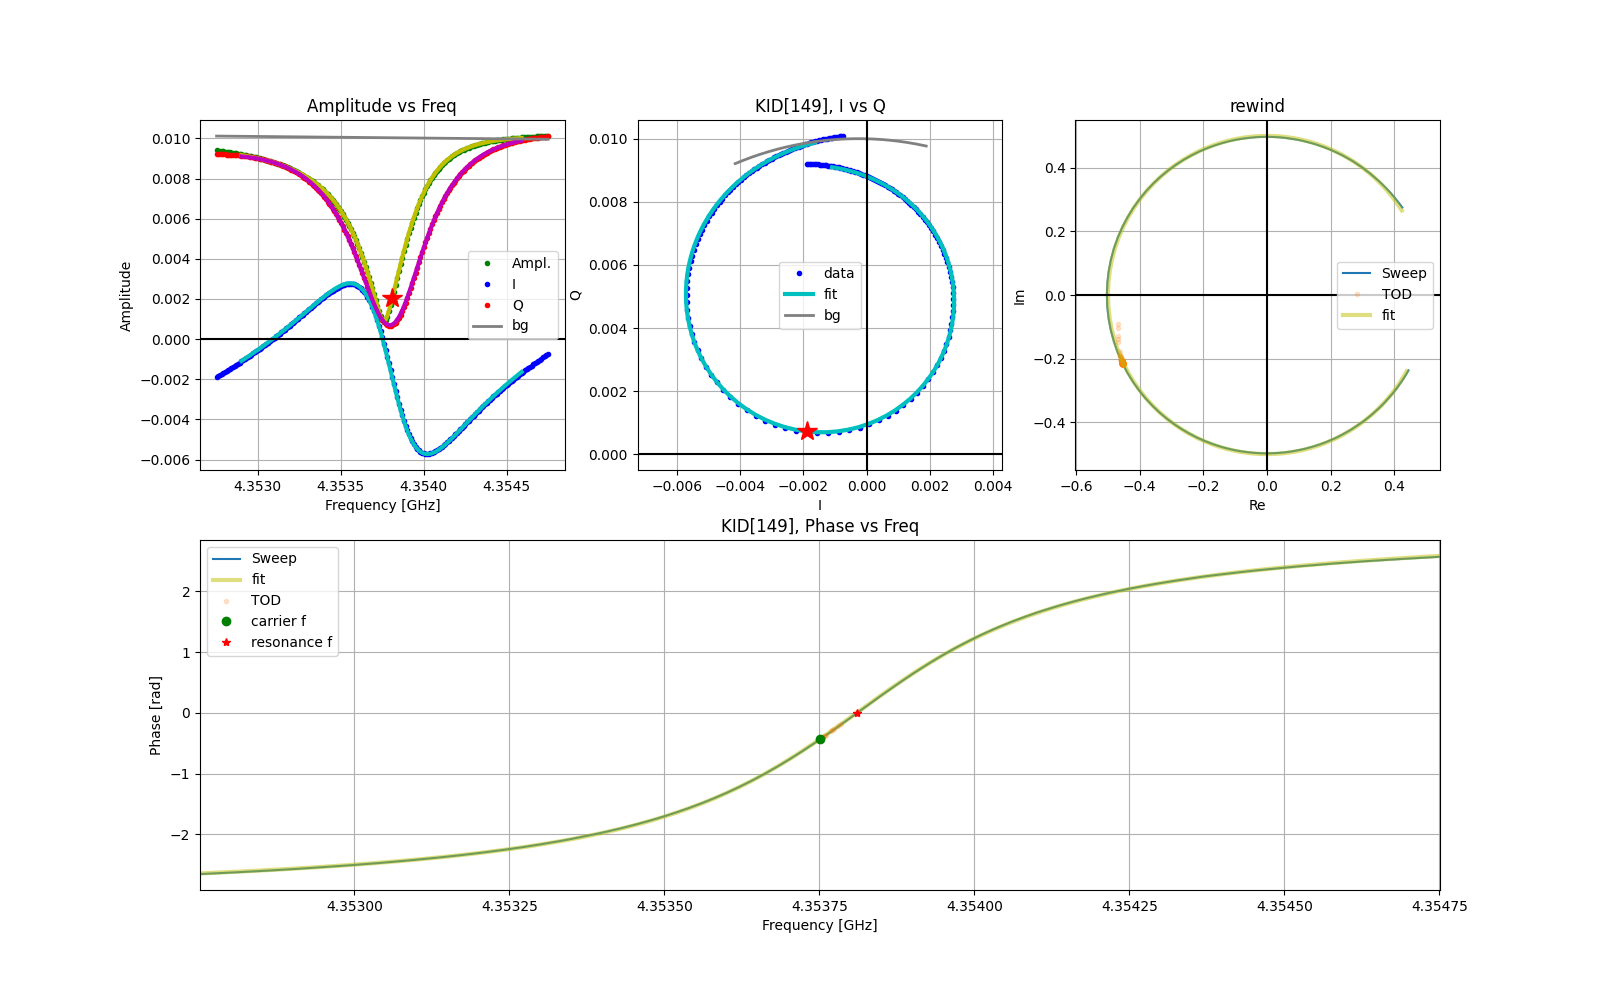 Amplitude vs Freq
Amplitude
0.010
0.008
0.006
0.004
0.002
0.000
−0.002
−0.004
−0.006
4.3530
4.3535
4.3540
4.3545
Frequency [GHz]
Ampl.
I
Q
bg
KID[149], I vs Q
Q
0.010
0.008
0.006
0.004
0.002
0.000
−0.006
−0.004
−0.002
0.000
0.002
0.004
I
data
fit
bg
rewind
Im
0.4
0.2
0.0
−0.2
−0.4
−0.6
−0.4
−0.2
0.0
0.2
0.4
Re
Sweep
TOD
fit
KID[149], Phase vs Freq
Phase [rad]
2
1
0
−1
−2
4.35300
4.35325
4.35350
4.35375
4.35400
4.35425
4.35450
4.35475
Frequency [GHz]
Sweep
fit
TOD
carrier f
resonance f